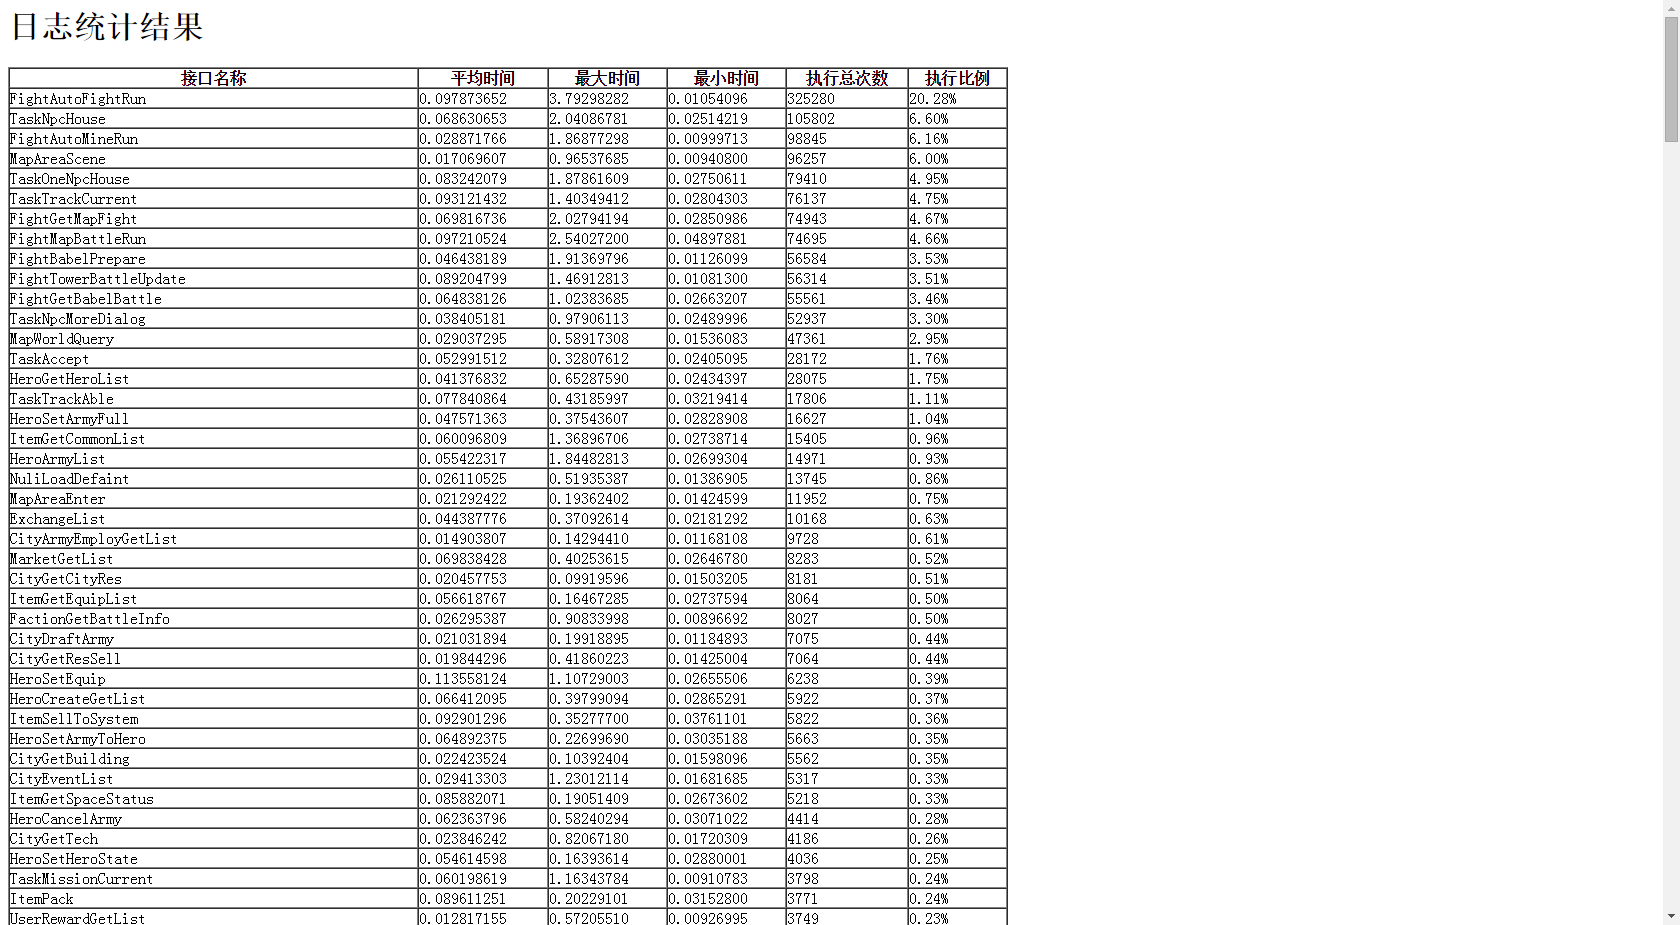 日志统计结果
接口名称 平均时间 最大时间 最小时间 执行总次数 执行比例
FightAutoFightRun 0.097873652 3.79298282 0.01054096 325280 20.28%
TaskNpcHouse 0.068630653 2.04086781 0.02514219 105802 6.60%
FightAutoMineRun 0.028871766 1.86877298 0.00999713 98845 6.16%
MapAreaScene 0.017069607 0.96537685 0.00940800 96257 6.00%
TaskOneNpcHouse 0.083242079 1.87861609 0.02750611 79410 4.95%
TaskTrackCurrent 0.093121432 1.40349412 0.02804303 76137 4.75%
FightGetMapFight 0.069816736 2.02794194 0.02850986 74943 4.67%
FightMapBattleRun 0.097210524 2.54027200 0.04897881 74695 4.66%
FightBabelPrepare 0.046438189 1.91369796 0.01126099 56584 3.53%
FightTowerBattleUpdate 0.089204799 1.46912813 0.01081300 56314 3.51%
FightGetBabelBattle 0.064838126 1.02383685 0.02663207 55561 3.46%
TaskNpcMoreDialog 0.038405181 0.97906113 0.02489996 52937 3.30%
MapWorldQuery 0.029037295 0.58917308 0.01536083 47361 2.95%
TaskAccept 0.052991512 0.32807612 0.02405095 28172 1.76%
HeroGetHeroList 0.041376832 0.65287590 0.02434397 28075 1.75%
TaskTrackAble 0.077840864 0.43185997 0.03219414 17806 1.11%
HeroSetArmyFull 0.047571363 0.37543607 0.02828908 16627 1.04%
ItemGetCommonList 0.060096809 1.36896706 0.02738714 15405 0.96%
HeroArmyList 0.055422317 1.84482813 0.02699304 14971 0.93%
NuliLoadDefaint 0.026110525 0.51935387 0.01386905 13745 0.86%
MapAreaEnter 0.021292422 0.19362402 0.01424599 11952 0.75%
ExchangeList 0.044387776 0.37092614 0.02181292 10168 0.63%
CityArmyEmployGetList 0.014903807 0.14294410 0.01168108 9728 0.61%
MarketGetList 0.069838428 0.40253615 0.02646780 8283 0.52%
CityGetCityRes 0.020457753 0.09919596 0.01503205 8181 0.51%
ItemGetEquipList 0.056618767 0.16467285 0.02737594 8064 0.50%
FactionGetBattleInfo 0.026295387 0.90833998 0.00896692 8027 0.50%
CityDraftArmy 0.021031894 0.19918895 0.01184893 7075 0.44%
CityGetResSell 0.019844296 0.41860223 0.01425004 7064 0.44%
HeroSetEquip 0.113558124 1.10729003 0.02655506 6238 0.39%
HeroCreateGetList 0.066412095 0.39799094 0.02865291 5922 0.37%
ItemSellToSystem 0.092901296 0.35277700 0.03761101 5822 0.36%
HeroSetArmyToHero 0.064892375 0.22699690 0.03035188 5663 0.35%
CityGetBuilding 0.022423524 0.10392404 0.01598096 5562 0.35%
CityEventList 0.029413303 1.23012114 0.01681685 5317 0.33%
ItemGetSpaceStatus 0.085882071 0.19051409 0.02673602 5218 0.33%
HeroCancelArmy 0.062363796 0.58240294 0.03071022 4414 0.28%
CityGetTech 0.023846242 0.82067180 0.01720309 4186 0.26%
HeroSetHeroState 0.054614598 0.16393614 0.02880001 4036 0.25%
TaskMissionCurrent 0.060198619 1.16343784 0.00910783 3798 0.24%
ItemPack 0.089611251 0.20229101 0.03152800 3771 0.24%
UserRewardGetList 0.012817155 0.57205510 0.00926995 3749 0.23%